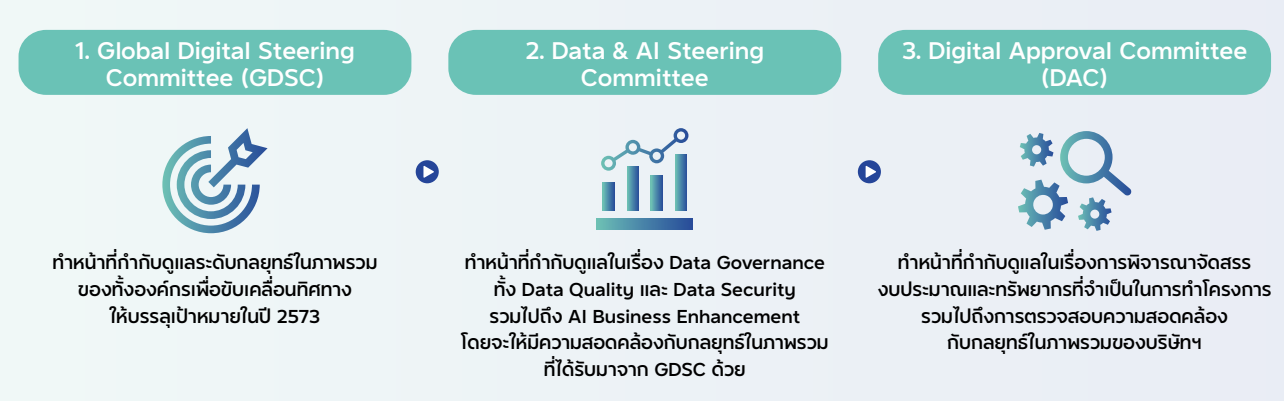 1. Global Digital Steering
Committee (GDSC)
ทำหน้าที่กำกับดูแลระดับกลยุทธ์ในภาพรวม
ของทั้งองค์กรเพื่อขับเคลื่อนทิศทาง
ให้บรรลุเป้าหมายในปี 2573
2. Data & AI Steering
Committee
ทำหน้าที่กำกับดูแลในเรื่อง Data Governance
ทั้ง Data Quality และ Data Security
รวมไปถึง AI Business Enhancement
โดยจะให้มีความสอดคล้องกับกลยุทธ์ในภาพรวม
ที่ได้รับมาจาก GDSC ด้วย
3. Digital Approval Committee
(DAC)
ทำหน้าที่กำกับดูแลในเรื่องการพิจารณาจัดสรร
งบประมาณและทรัพยากรที่จำเป็นในการทำโครงการ
รวมไปถึงการตรวจสอบความสอดคล้อง
กับกลยุทธ์ในภาพรวมของบริษัทฯ